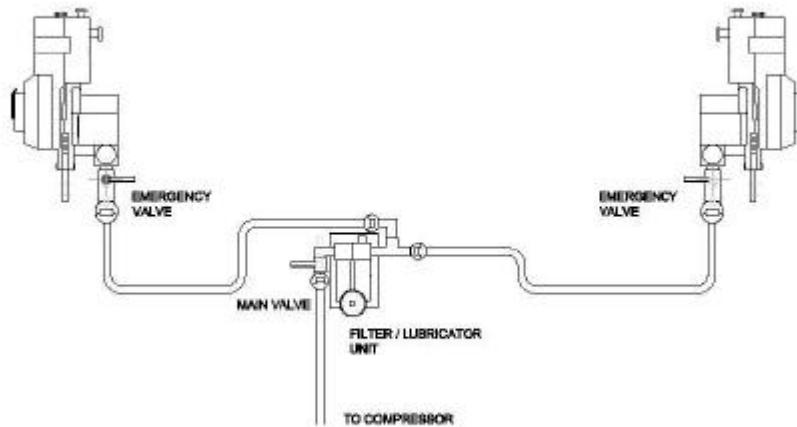 EMERGENCY
VALVE
EMERGENCY
VALVE
MAIN VALVE
FILTER / LUBRICATOR
UNIT
TO COMPRESSOR